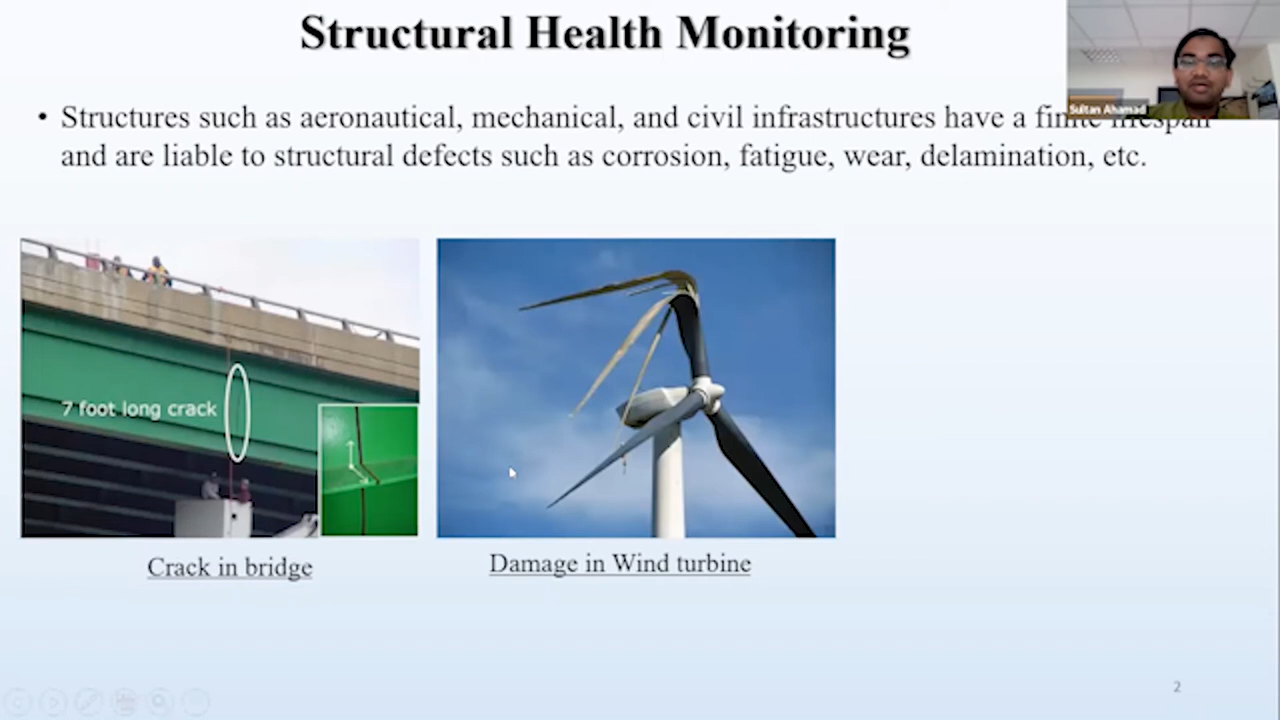 Structural Health Monitoring
Sultan Ahamad
• Structures such as aeronautical, mechanical, and civil infrastructures have a finite lifespan
and are liable to structural defects such as corrosion, fatigue, wear, delamination, etc.
7 foot long crack
Crack in bridge
Damage in Wind turbine
2